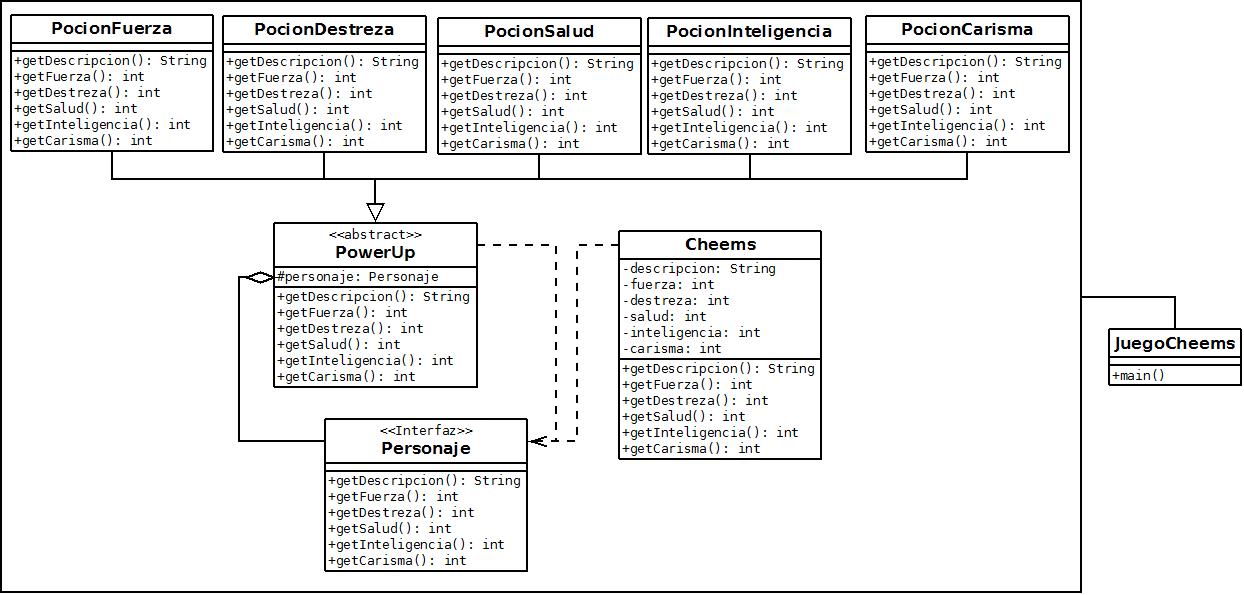 PocionFuerza
+getDescripcion(): String
+getFuerza(): int
+getDestreza(): int
+getSalud(): int
+getInteligencia(): int
+getCarisma(): int
PocionDestreza
+getDescripcion(): String
+getFuerza(): int
+getDestreza(): int
+getSalud(): int
+getInteligencia(): int
+getCarisma(): int
PocionSalud
+getDescripcion(): String
+getFuerza(): int
+getDestreza(): int
+getSalud(): int
+getInteligencia(): int
+getCarisma(): int
PocionInteligencia
+getDescripcion(): String
+getFuerza(): int
+getDestreza(): int
+getSalud(): int
+getInteligencia(): int
+getCarisma(): int
PocionCarisma
+getDescripcion(): String
+getFuerza(): int
+getDestreza(): int
+getSalud(): int
+getInteligencia(): int
+getCarisma(): int
<<abstract>>
PowerUp
#personaje: Personaje
+getDescripcion(): String
+getFuerza(): int
+getDestreza(): int
+getSalud(): int
+getInteligencia(): int
+getCarisma(): int
Cheems
-descripcion: String
-fuerza: int
-destreza: int
-salud: int
-inteligencia: int
-carisma: int
+getDescripcion(): String
+getFuerza(): int
+getDestreza(): int
+getSalud(): int
+getInteligencia(): int
+getCarisma(): int
JuegoCheems
+main()
<<Interfaz>>
Personaje
+getDescripcion(): String
+getFuerza(): int
+getDestreza(): int
+getSalud(): int
+getInteligencia(): int
+getCarisma(): int